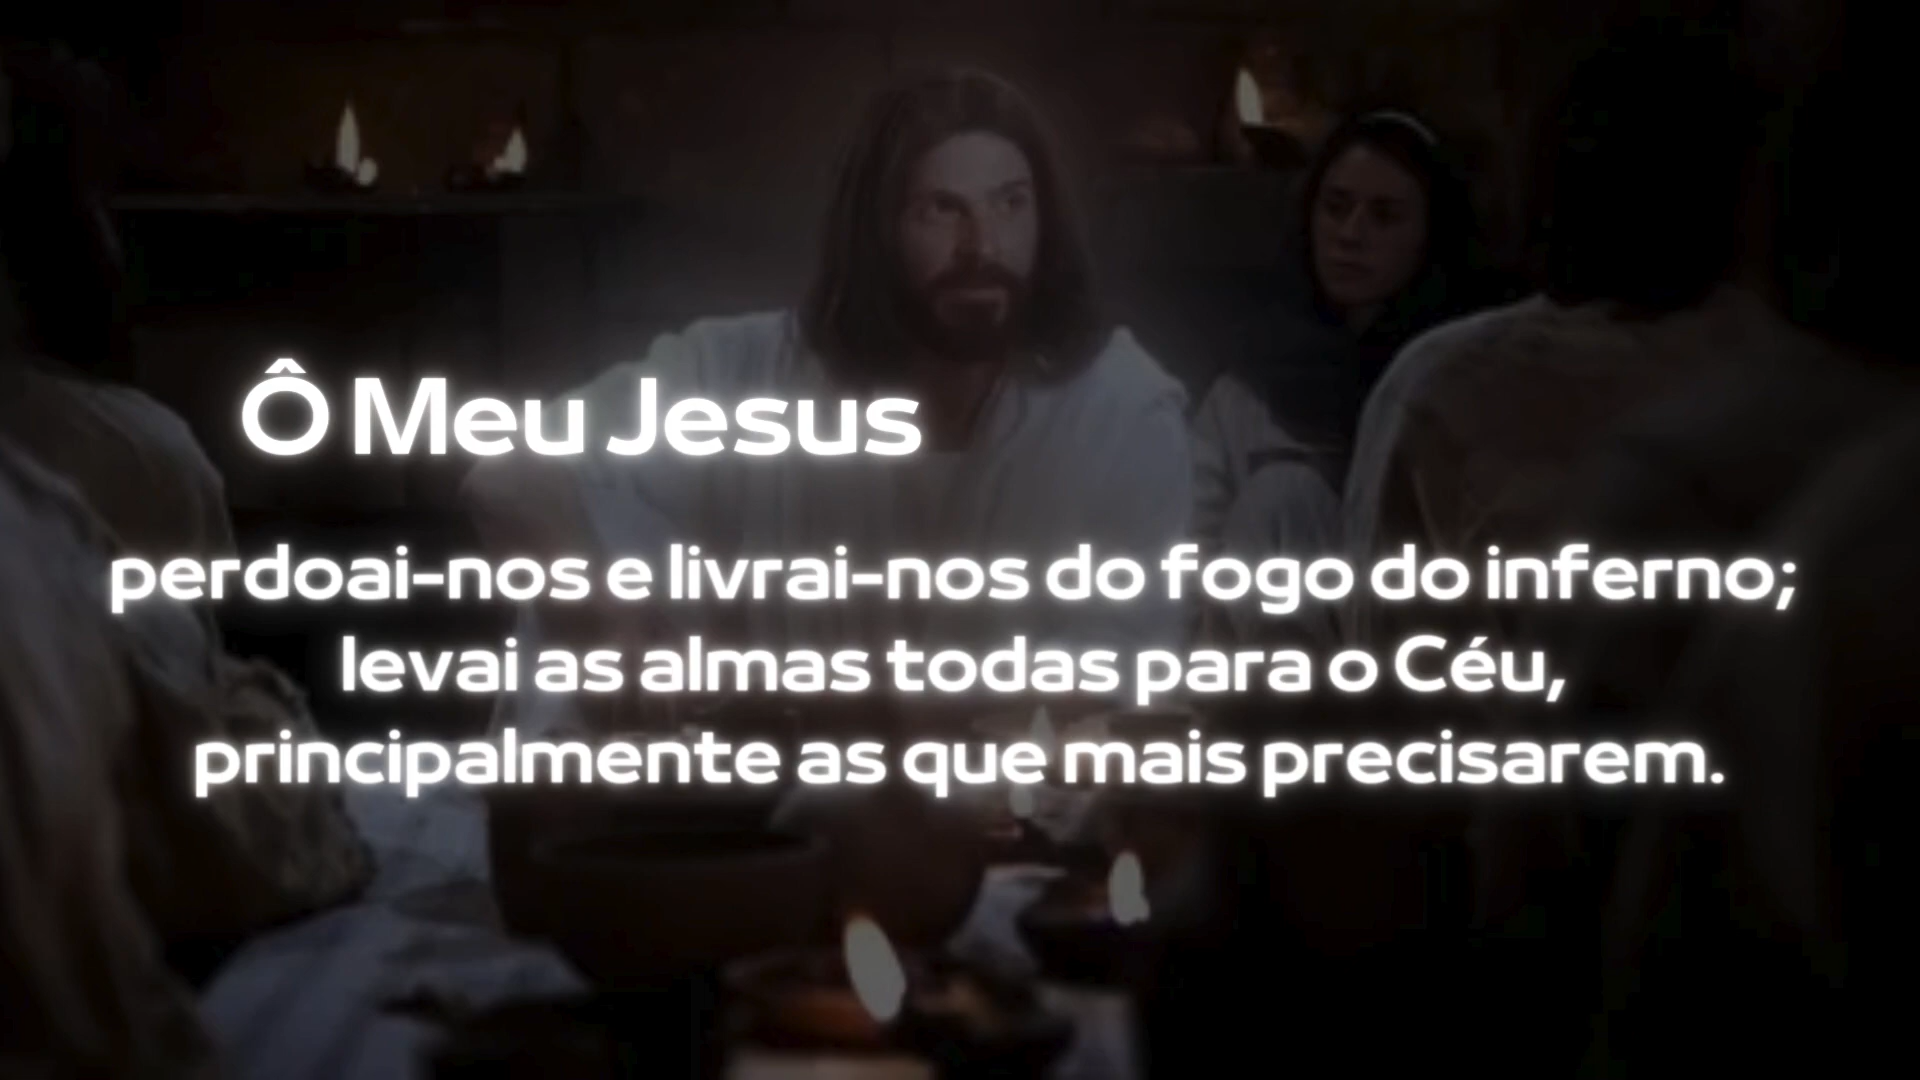 Ô Meu Jesus
perdoai-nos e livrai-nos do fogo do inferno;
levai as almas todas para o Céu,
principalmente as que mais precisarem.